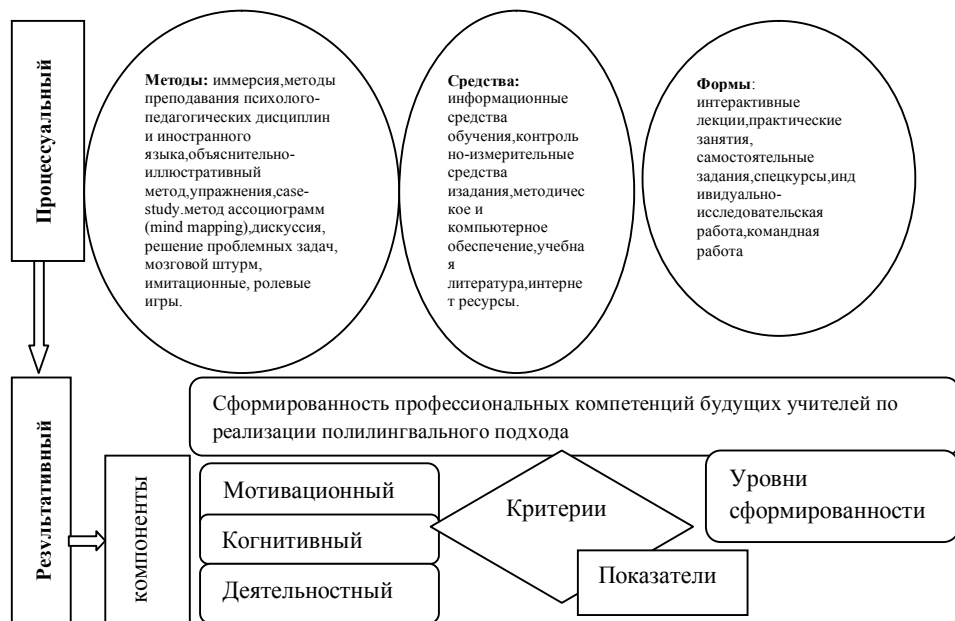 Процессуальный
Методы: иммерсия,методы
преподавания психолого-
педагогических дисциплин
и иностранного
языка,объяснительно-
иллюстративный
метод,упражнения,case-
study.метод ассоциограмм
(mind mapping),дискуссия,
решение проблемных задач,
мозговой штурм,
имитационные, ролевые
игры.
Средства:
информационные
средства
обучения,контроль
но-измерительные
средства
изадания,методичес
кое и
компьютерное
обеспечение,учебна
я
литература,интерне
т ресурсы.
Формы:
интерактивные
лекции,практические
занятия,
самостоятельные
задания,спецкурсы,инд
ивидуально-
исследовательская
работа,командная
работа
Результативный
Сформированность профессиональных компетенций будущих учителей по
реализации полилингвального подхода
компоненты
Мотивационный
Когнитивный
Деятельностный
Критерии
Показатели
Уровни
сформированности